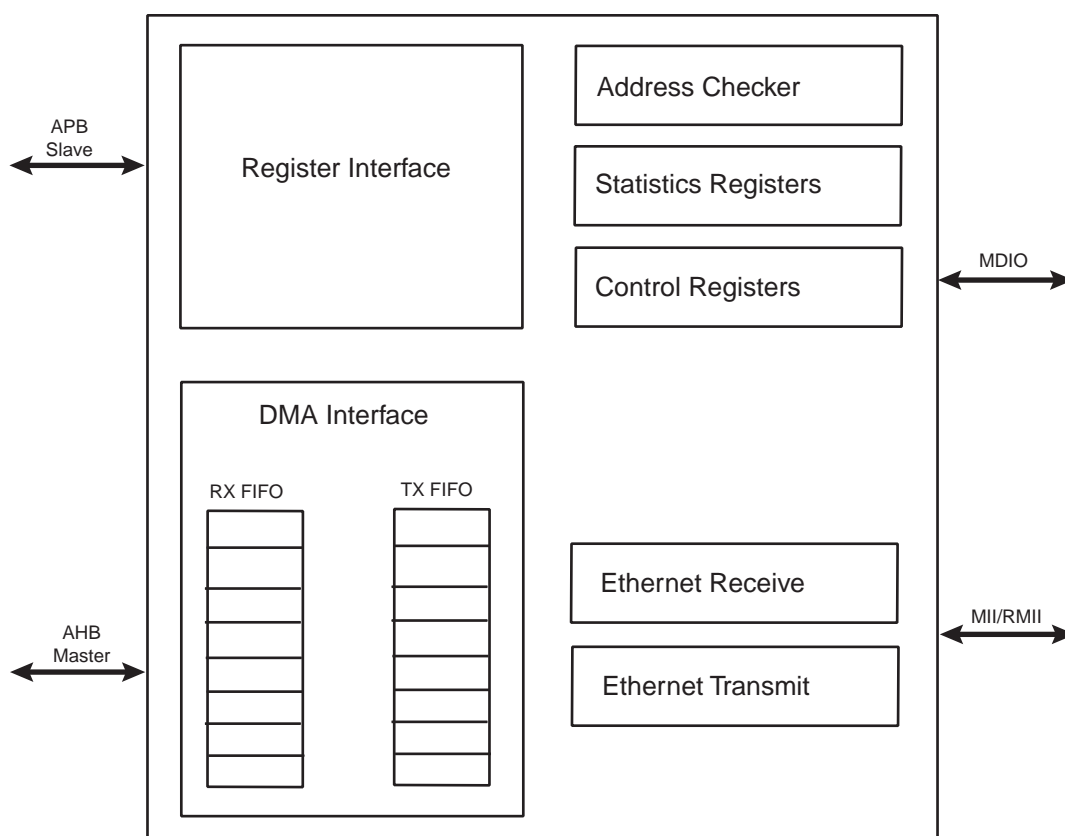 APB
Slave
Register Interface
Address Checker
Statistics Registers
Control Registers
MDIO
DMA Interface
RX FIFO
TX FIFO
AHB
Master
Ethernet Receive
Ethernet Transmit
MII/RMII